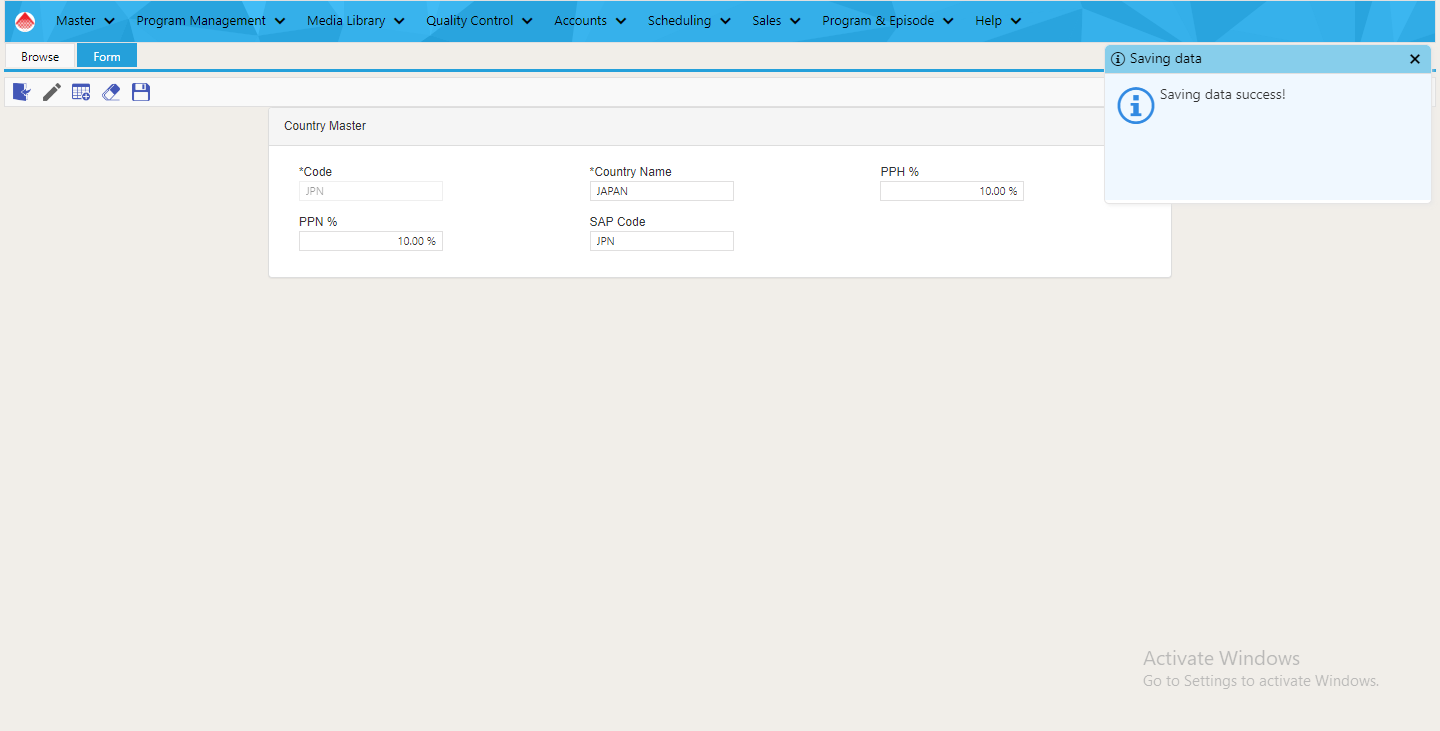 Master Program Management Media Library Quality Control Accounts Scheduling Sales Program & Episode Help
Browse Form
Saving data
Saving data success!
Country Master
*Code *Country Name PPH %
JPN JAPAN 10.00 %
PPN % SAP Code
10.00 % JPN
Activate Windows
Go to Settings to activate Windows.